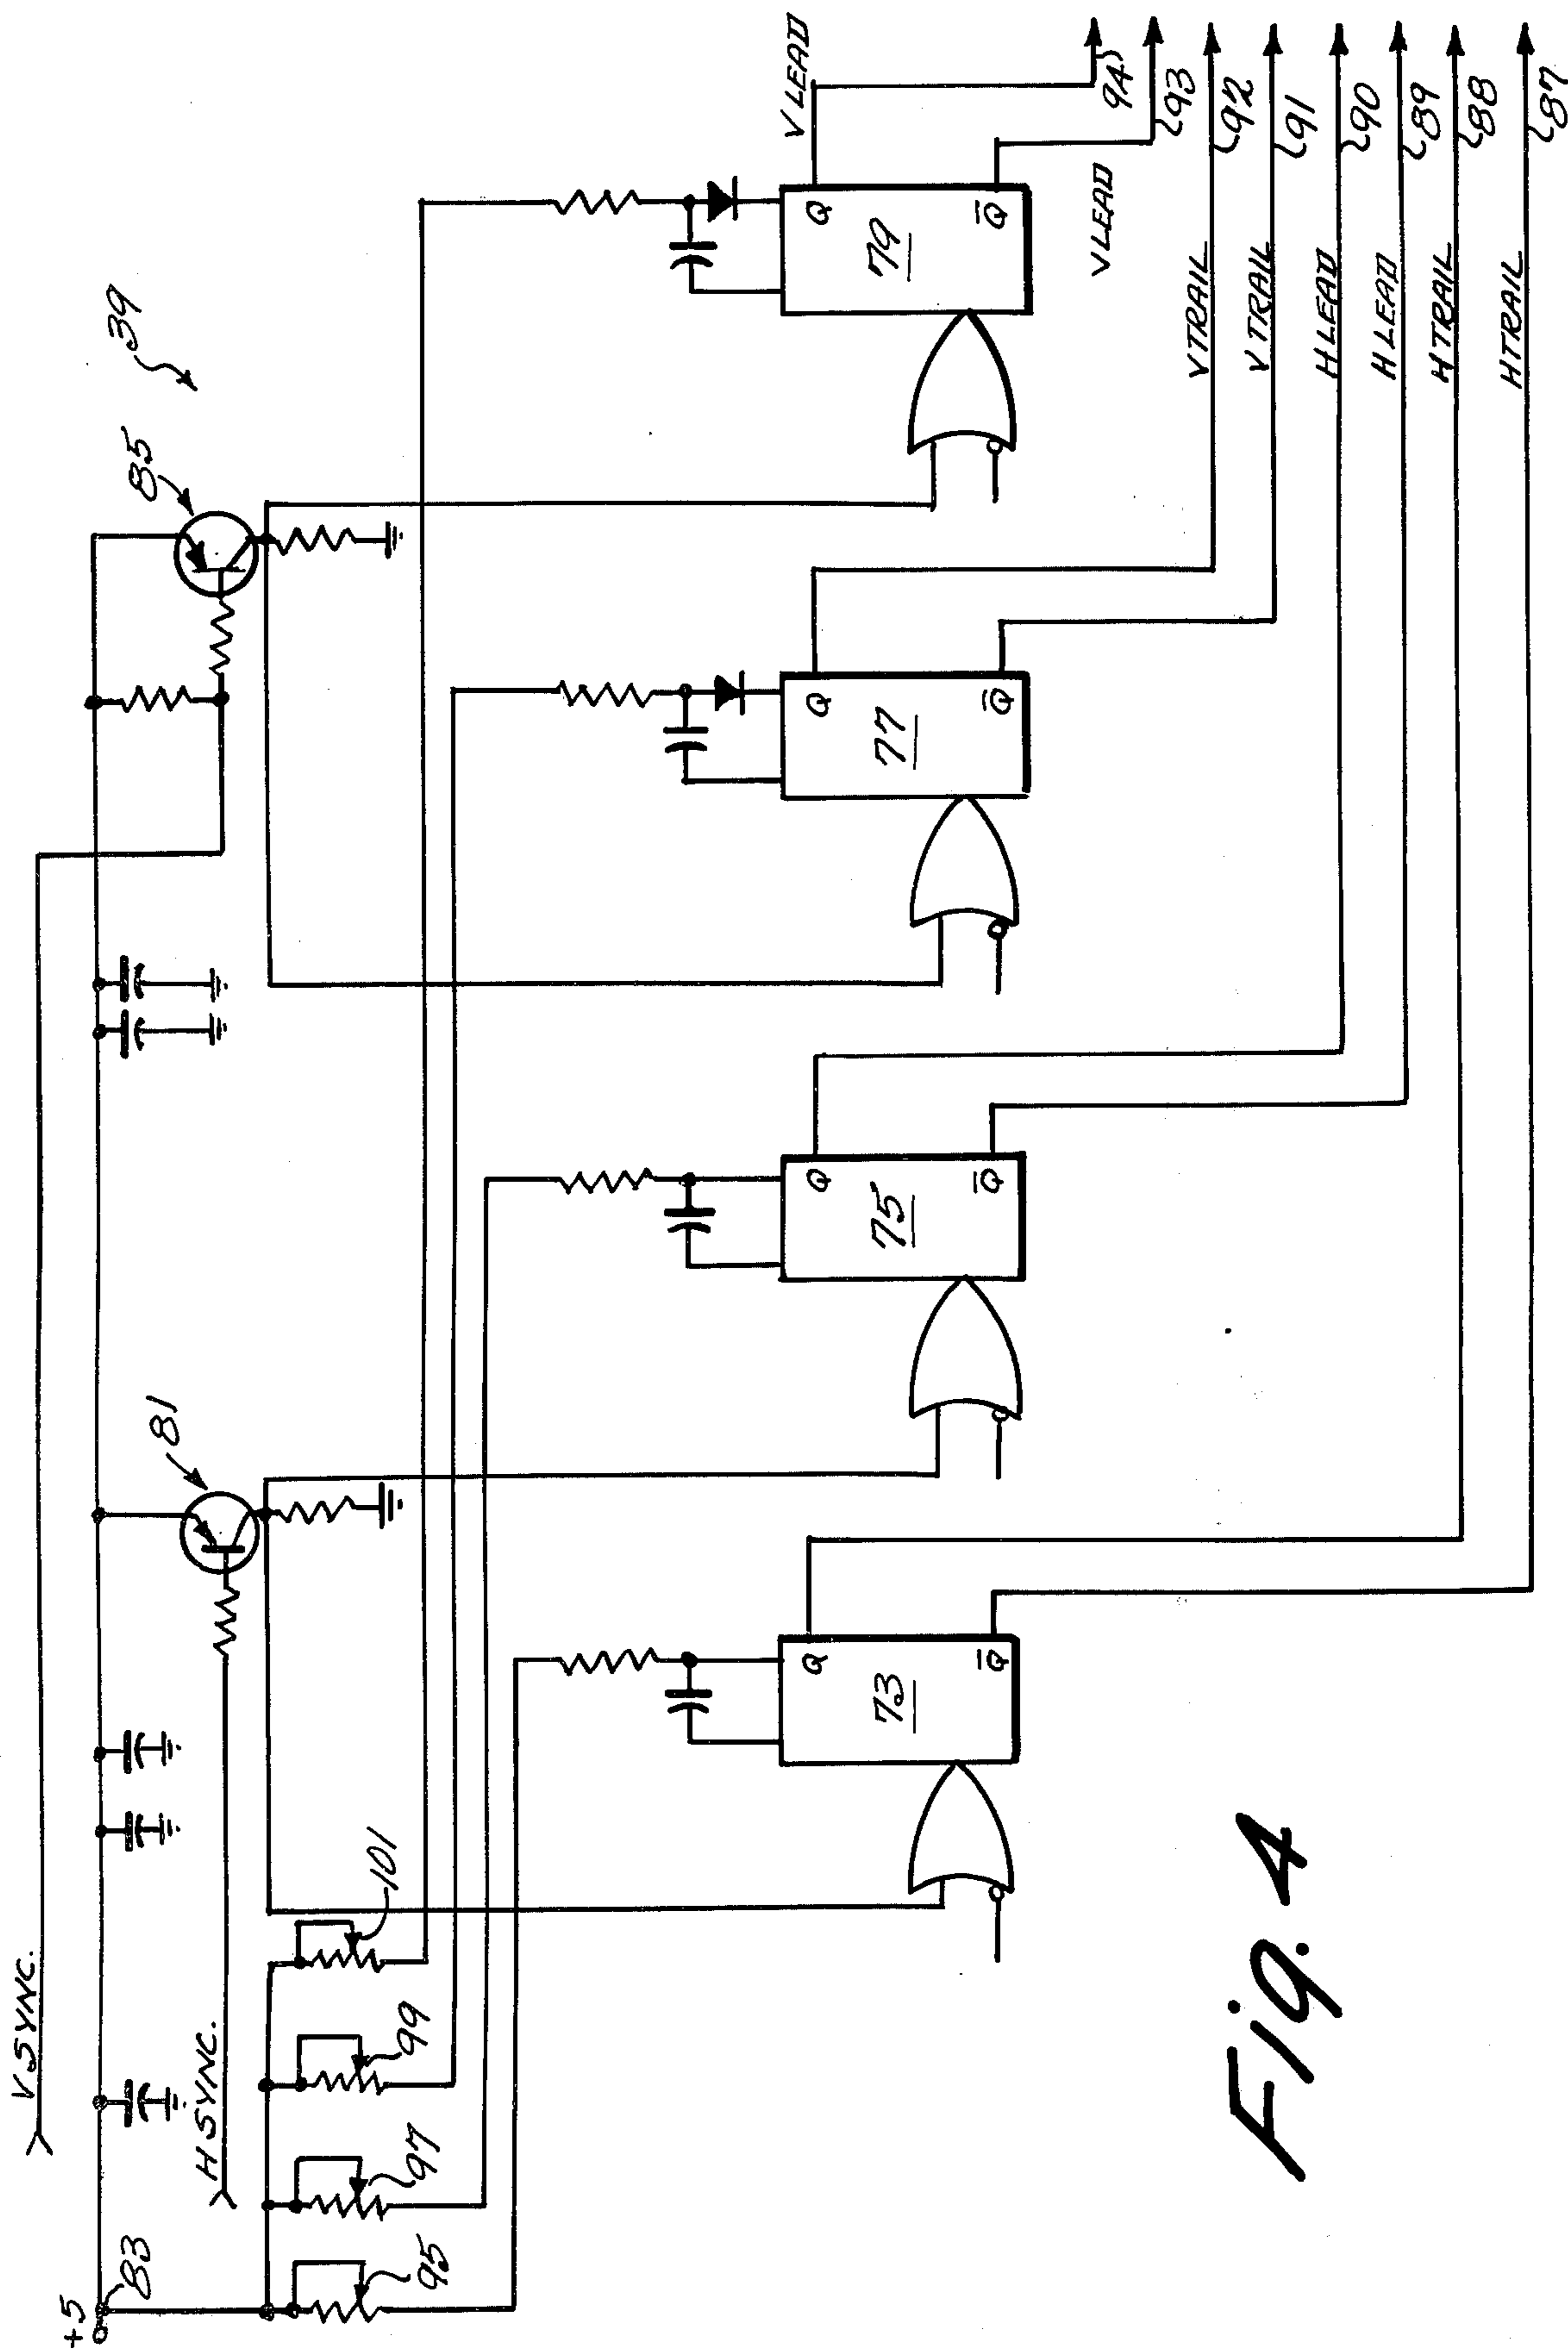 V SYNC.
+5
83
H SYNC.
81
85
39
95
97
99
101
73
Q
Q̅
75
Q
Q̅
77
Q
Q̅
79
Q
Q̅
V LEAD
94
V LEAD
93
V TRAIL
92
V TRAIL
91
H LEAD
90
H LEAD
89
H TRAIL
88
H TRAIL
87
Fig. 4